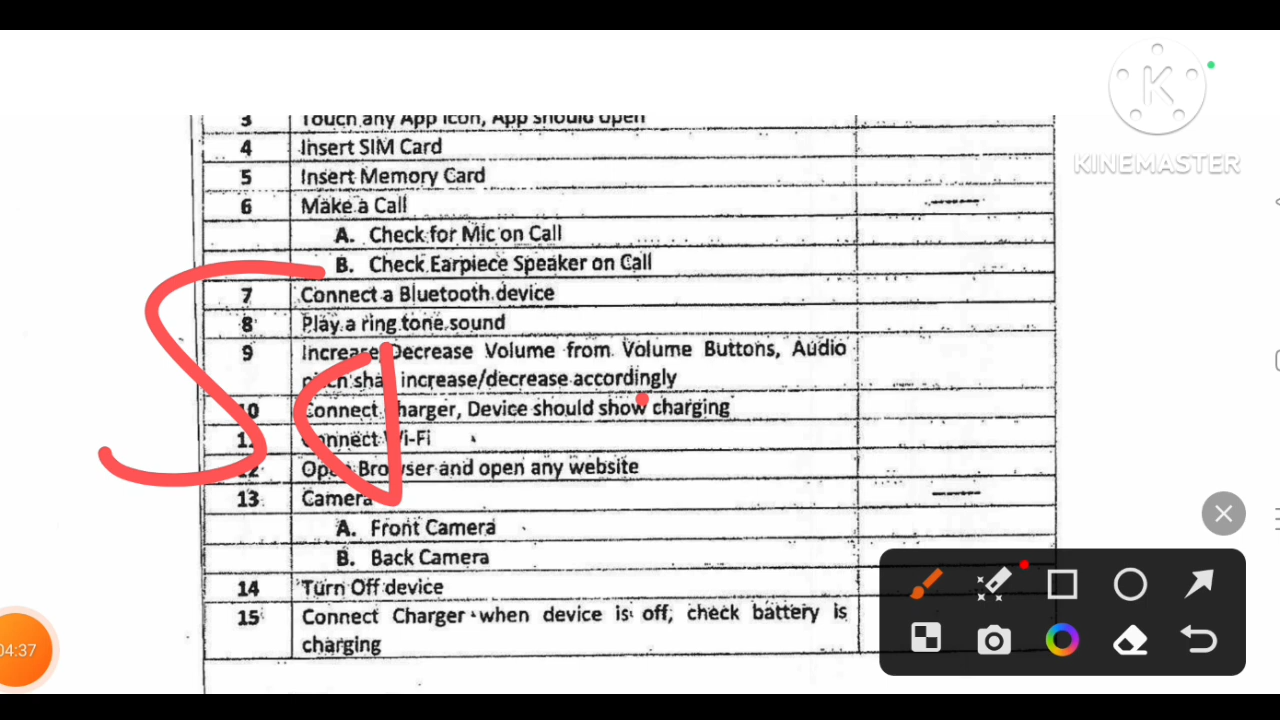 3 Touch any App icon, App should open
4 Insert SIM Card
5 Insert Memory Card
6 Make a Call
A. Check for Mic on Call
B. Check Earpiece Speaker on Call
7 Connect a Bluetooth device
8 Play a ring tone sound
9 Increase/Decrease Volume from Volume Buttons, Audio
pitch shall increase/decrease accordingly
10 Connect Charger, Device should show charging
11 Connect Wi-Fi
12 Open Browser and open any website
13 Camera
A. Front Camera
B. Back Camera
14 Turn Off device
15 Connect Charger when device is off, check battery is
charging
K
KINEMASTER
04:37